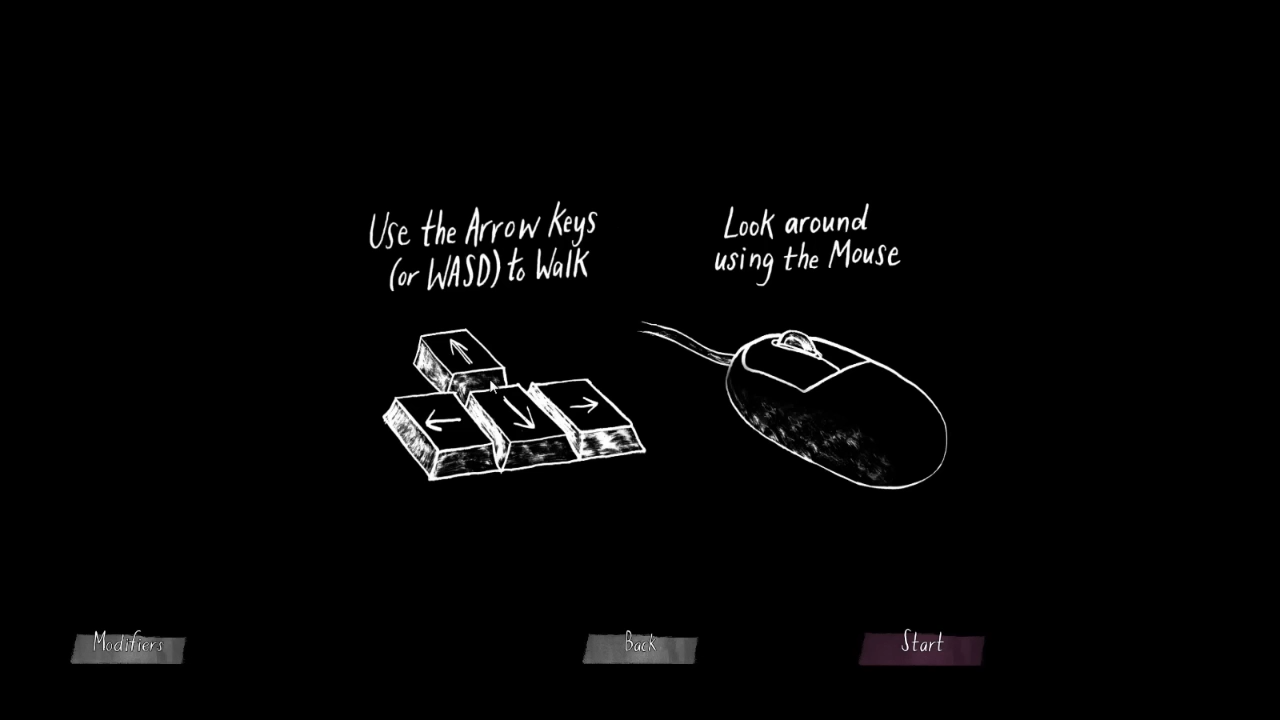 Use the Arrow Keys
(or WASD) to Walk
Look around
using the Mouse
Modifiers
Back
Start